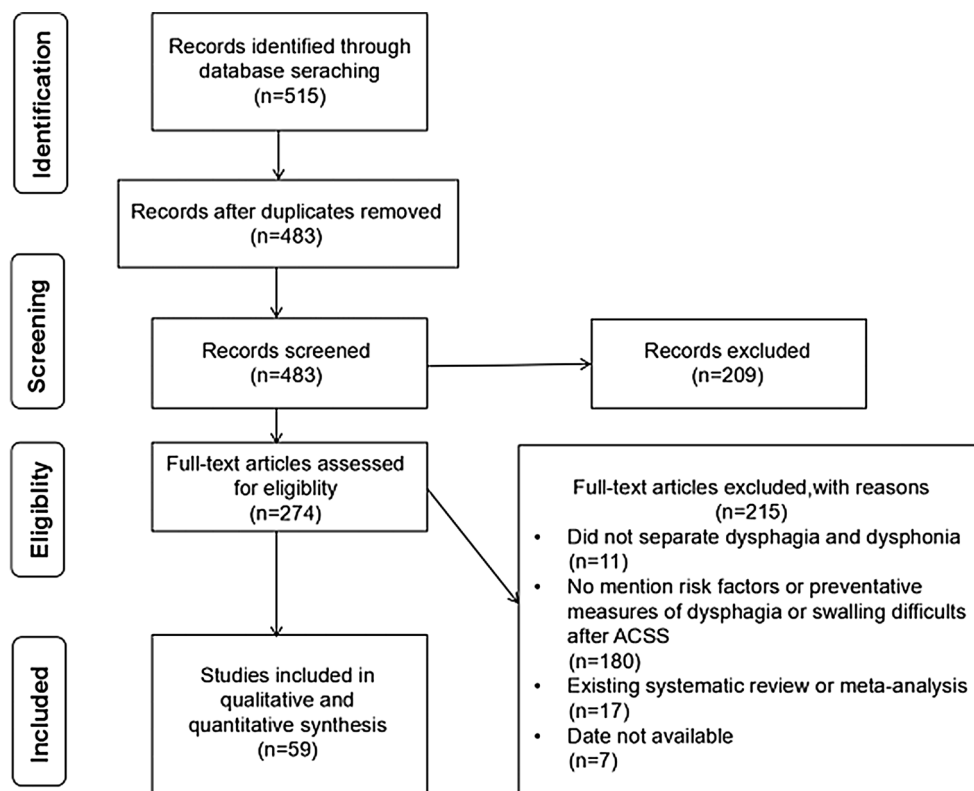 Identification
Records identified through
database seraching
(n=515)
Records after duplicates removed
(n=483)
Screening
Records screened
(n=483)
Records excluded
(n=209)
Eligiblity
Full-text articles assessed
for eligiblity
(n=274)
Full-text articles excluded,with reasons
(n=215)
• Did not separate dysphagia and dysphonia
(n=11)
• No mention risk factors or preventative
measures of dysphagia or swalling difficults
after ACSS
(n=180)
• Existing systematic review or meta-analysis
(n=17)
• Date not available
(n=7)
Included
Studies included in
qualitative and
quantitative synthesis
(n=59)